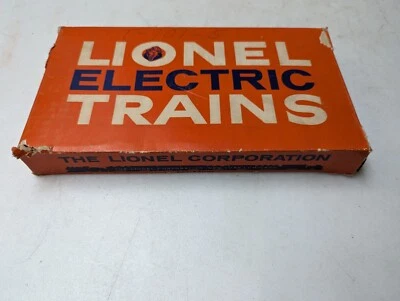 LIONEL
ELECTRIC
TRAINS
THE LIONEL CORPORATION